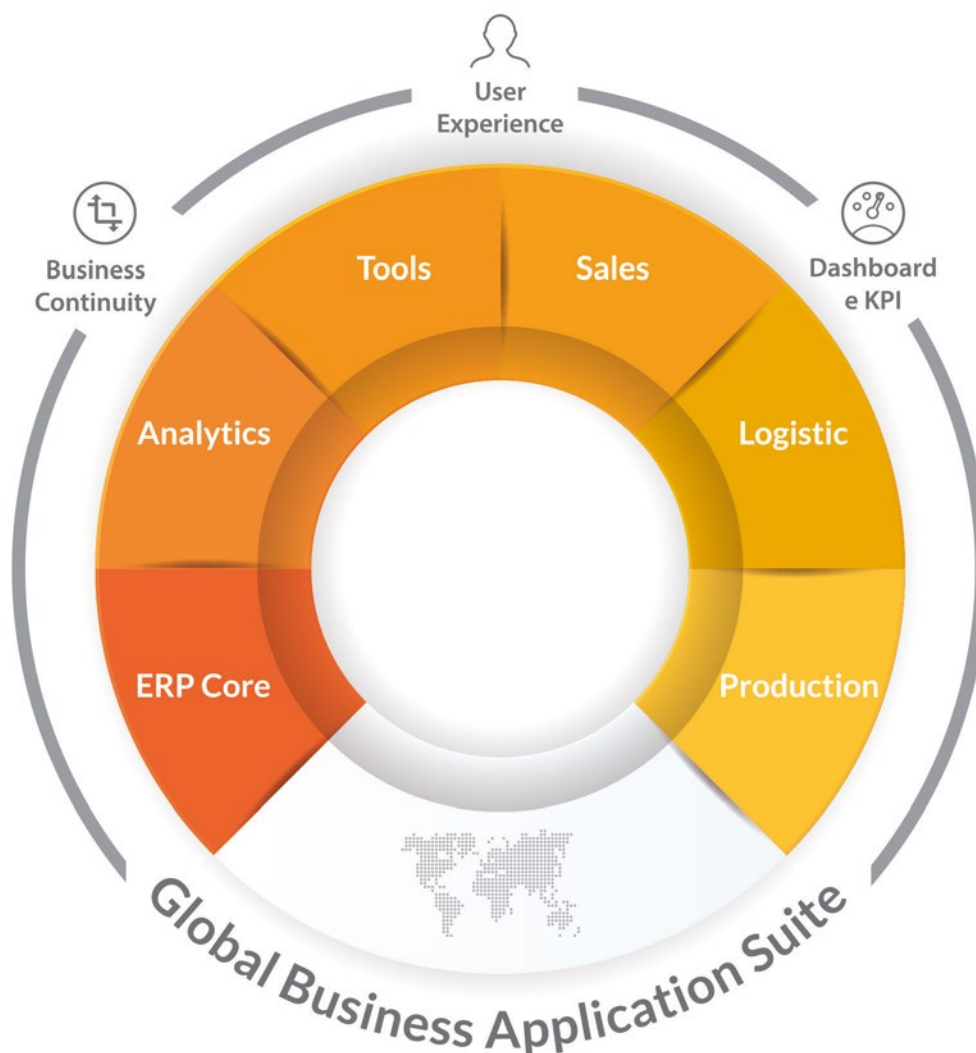 User
Experience
Business
Continuity
Dashboard
e KPI
Tools
Sales
Analytics
Logistic
ERP Core
Production
Global Business Application Suite